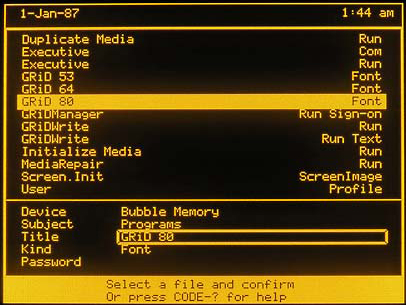 1-Jan-87 1:44 am
Duplicate Media Run
Executive Com
Executive Run
GRiD 53 Font
GRiD 64 Font
GRiD 80 Font
GRiDManager Run Sign-on
GRiDWrite Run
GRiDWrite Run Text
Initialize Media Run
MediaRepair Run
Screen.Init ScreenImage
User Profile
Device Bubble Memory
Subject Programs
Title GRiD 80
Kind Font
Password
Select a file and confirm
Or press CODE-? for help